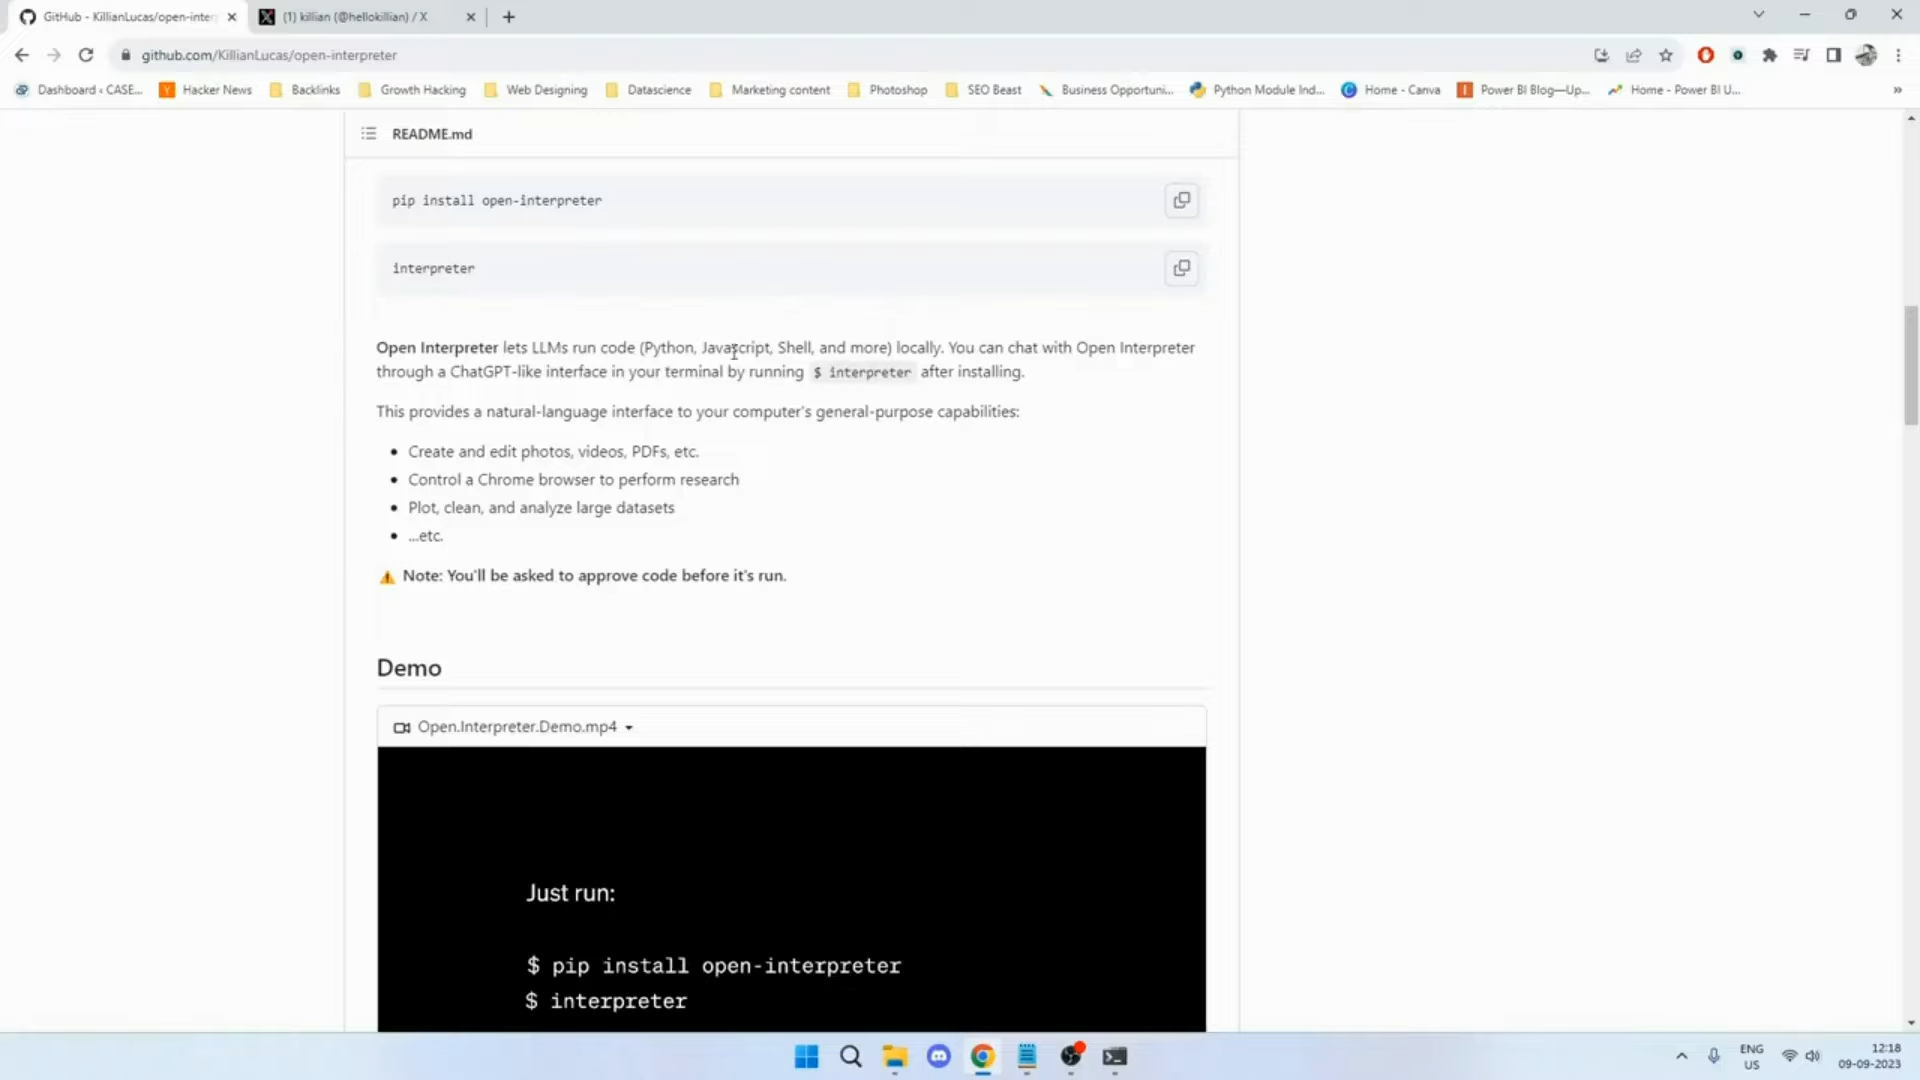 GitHub - KillianLucas/open-inter
(1) killian (@hellokillian) / X
github.com/KillianLucas/open-interpreter
Dashboard ‹ CASE...
Hacker News
Backlinks
Growth Hacking
Web Designing
Datascience
Marketing content
Photoshop
SEO Beast
Business Opportuni...
Python Module Ind...
Home - Canva
Power BI Blog—Up...
Home - Power BI U...
»
README.md
pip install open-interpreter
interpreter
Open Interpreter lets LLMs run code (Python, Javascript, Shell, and more) locally. You can chat with Open Interpreter
through a ChatGPT-like interface in your terminal by running $ interpreter after installing.
This provides a natural-language interface to your computer's general-purpose capabilities:
• Create and edit photos, videos, PDFs, etc.
• Control a Chrome browser to perform research
• Plot, clean, and analyze large datasets
• ...etc.
⚠️ Note: You'll be asked to approve code before it's run.
Demo
Open.Interpreter.Demo.mp4
Just run:
$ pip install open-interpreter
$ interpreter
ENG
US
12:18
09-09-2023